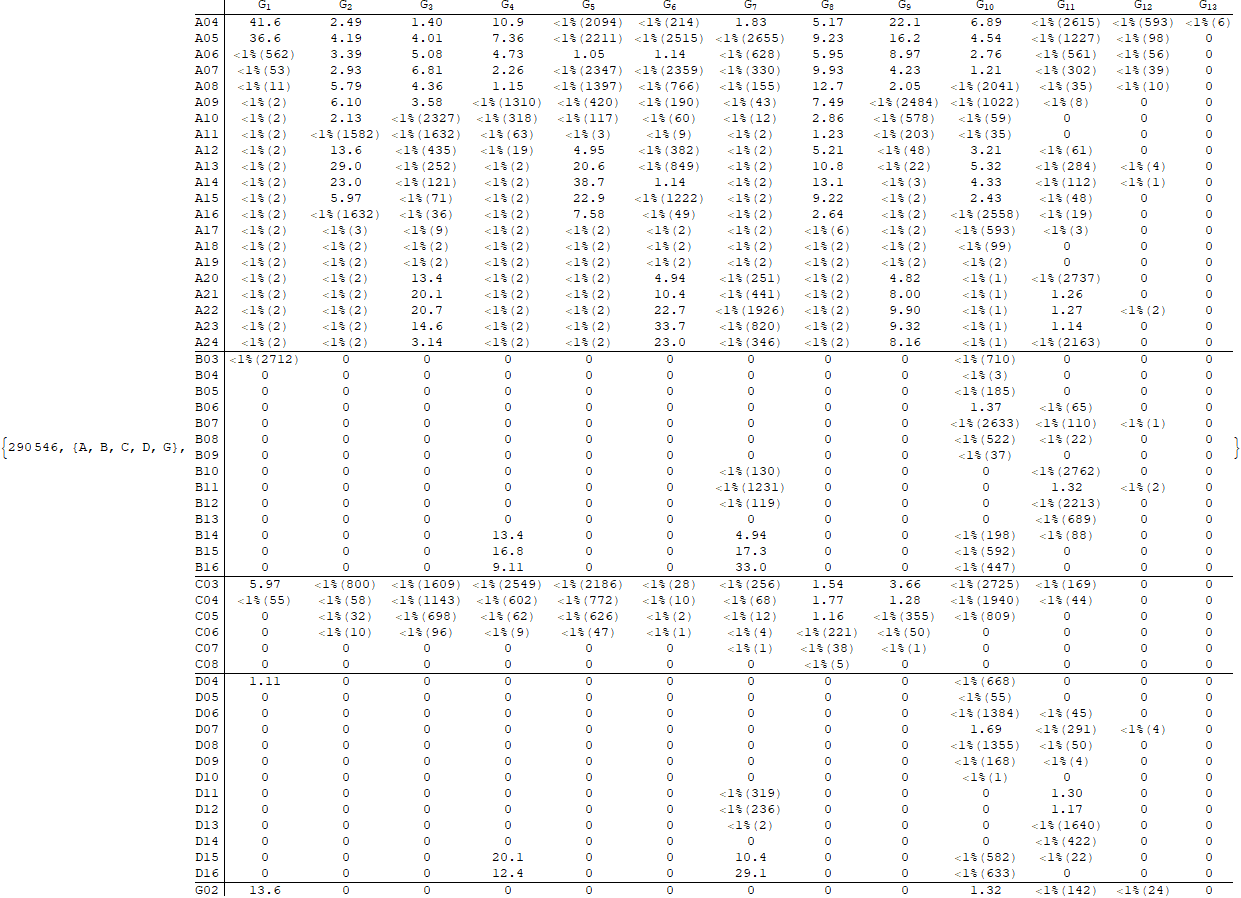 G1 G2 G3 G4 G5 G6 G7 G8 G9 G10 G11 G12 G13
A04 41.6 2.49 1.40 10.9 <1%(2094) <1%(214) 1.83 5.17 22.1 6.89 <1%(2615) <1%(593) <1%(6)
A05 36.6 4.19 4.01 7.36 <1%(2211) <1%(2515) <1%(2655) 9.23 16.2 4.54 <1%(1227) <1%(98) 0
A06 <1%(562) 3.39 5.08 4.73 1.05 1.14 <1%(628) 5.95 8.97 2.76 <1%(561) <1%(56) 0
A07 <1%(53) 2.93 6.81 2.26 <1%(2347) <1%(2359) <1%(330) 9.93 4.23 1.21 <1%(302) <1%(39) 0
A08 <1%(11) 5.79 4.36 1.15 <1%(1397) <1%(766) <1%(155) 12.7 2.05 <1%(2041) <1%(35) <1%(10) 0
A09 <1%(2) 6.10 3.58 <1%(1310) <1%(420) <1%(190) <1%(43) 7.49 <1%(2484) <1%(1022) <1%(8) 0 0
A10 <1%(2) 2.13 <1%(2327) <1%(318) <1%(117) <1%(60) <1%(12) 2.86 <1%(578) <1%(59) 0 0 0
A11 <1%(2) <1%(1582) <1%(1632) <1%(63) <1%(3) <1%(9) <1%(2) 1.23 <1%(203) <1%(35) 0 0 0
A12 <1%(2) 13.6 <1%(435) <1%(19) 4.95 <1%(382) <1%(2) 5.21 <1%(48) 3.21 <1%(61) 0 0
A13 <1%(2) 29.0 <1%(252) <1%(2) 20.6 <1%(849) <1%(2) 10.8 <1%(22) 5.32 <1%(284) <1%(4) 0
A14 <1%(2) 23.0 <1%(121) <1%(2) 38.7 1.14 <1%(2) 13.1 <1%(3) 4.33 <1%(112) <1%(1) 0
A15 <1%(2) 5.97 <1%(71) <1%(2) 22.9 <1%(1222) <1%(2) 9.22 <1%(2) 2.43 <1%(48) 0 0
A16 <1%(2) <1%(1632) <1%(36) <1%(2) 7.58 <1%(49) <1%(2) 2.64 <1%(2) <1%(2558) <1%(19) 0 0
A17 <1%(2) <1%(3) <1%(9) <1%(2) <1%(2) <1%(2) <1%(2) <1%(6) <1%(2) <1%(593) <1%(3) 0 0
A18 <1%(2) <1%(2) <1%(2) <1%(2) <1%(2) <1%(2) <1%(2) <1%(2) <1%(2) <1%(99) 0 0 0
A19 <1%(2) <1%(2) <1%(2) <1%(2) <1%(2) <1%(2) <1%(2) <1%(2) <1%(2) <1%(2) 0 0 0
A20 <1%(2) <1%(2) 13.4 <1%(2) <1%(2) 4.94 <1%(251) <1%(2) 4.82 <1%(1) <1%(2737) 0 0
A21 <1%(2) <1%(2) 20.1 <1%(2) <1%(2) 10.4 <1%(441) <1%(2) 8.00 <1%(1) 1.26 0 0
A22 <1%(2) <1%(2) 20.7 <1%(2) <1%(2) 22.7 <1%(1926) <1%(2) 9.90 <1%(1) 1.27 <1%(2) 0
A23 <1%(2) <1%(2) 14.6 <1%(2) <1%(2) 33.7 <1%(820) <1%(2) 9.32 <1%(1) 1.14 0 0
A24 <1%(2) <1%(2) 3.14 <1%(2) <1%(2) 23.0 <1%(346) <1%(2) 8.16 <1%(1) <1%(2163) 0 0
B03 <1%(2712) 0 0 0 0 0 0 0 0 <1%(710) 0 0 0
B04 0 0 0 0 0 0 0 0 0 <1%(3) 0 0 0
B05 0 0 0 0 0 0 0 0 0 <1%(185) 0 0 0
B06 0 0 0 0 0 0 0 0 0 1.37 <1%(65) 0 0
B07 0 0 0 0 0 0 0 0 0 <1%(2633) <1%(110) <1%(1) 0
B08 0 0 0 0 0 0 0 0 0 <1%(522) <1%(22) 0 0
{290546, {A, B, C, D, G}, B09 0 0 0 0 0 0 0 0 0 <1%(37) 0 0 0 }
B10 0 0 0 0 0 0 <1%(130) 0 0 0 <1%(2762) 0 0
B11 0 0 0 0 0 0 <1%(1231) 0 0 0 1.32 <1%(2) 0
B12 0 0 0 0 0 0 <1%(119) 0 0 0 <1%(2213) 0 0
B13 0 0 0 0 0 0 0 0 0 0 <1%(689) 0 0
B14 0 0 0 13.4 0 0 4.94 0 0 <1%(198) <1%(88) 0 0
B15 0 0 0 16.8 0 0 17.3 0 0 <1%(592) 0 0 0
B16 0 0 0 9.11 0 0 33.0 0 0 <1%(447) 0 0 0
C03 5.97 <1%(800) <1%(1609) <1%(2549) <1%(2186) <1%(28) <1%(256) 1.54 3.66 <1%(2725) <1%(169) 0 0
C04 <1%(55) <1%(58) <1%(1143) <1%(602) <1%(772) <1%(10) <1%(68) 1.77 1.28 <1%(1940) <1%(44) 0 0
C05 0 <1%(32) <1%(698) <1%(62) <1%(626) <1%(2) <1%(12) 1.16 <1%(355) <1%(809) 0 0 0
C06 0 <1%(10) <1%(96) <1%(9) <1%(47) <1%(1) <1%(4) <1%(221) <1%(50) 0 0 0 0
C07 0 0 0 0 0 0 <1%(1) <1%(38) <1%(1) 0 0 0 0
C08 0 0 0 0 0 0 0 <1%(5) 0 0 0 0 0
D04 1.11 0 0 0 0 0 0 0 0 <1%(668) 0 0 0
D05 0 0 0 0 0 0 0 0 0 <1%(55) 0 0 0
D06 0 0 0 0 0 0 0 0 0 <1%(1384) <1%(45) 0 0
D07 0 0 0 0 0 0 0 0 0 1.69 <1%(291) <1%(4) 0
D08 0 0 0 0 0 0 0 0 0 <1%(1355) <1%(50) 0 0
D09 0 0 0 0 0 0 0 0 0 <1%(168) <1%(4) 0 0
D10 0 0 0 0 0 0 0 0 0 <1%(1) 0 0 0
D11 0 0 0 0 0 0 <1%(319) 0 0 0 1.30 0 0
D12 0 0 0 0 0 0 <1%(236) 0 0 0 1.17 0 0
D13 0 0 0 0 0 0 <1%(2) 0 0 0 <1%(1640) 0 0
D14 0 0 0 0 0 0 0 0 0 0 <1%(422) 0 0
D15 0 0 0 20.1 0 0 10.4 0 0 <1%(582) <1%(22) 0 0
D16 0 0 0 12.4 0 0 29.1 0 0 <1%(633) 0 0 0
G02 13.6 0 0 0 0 0 0 0 0 1.32 <1%(142) <1%(24) 0